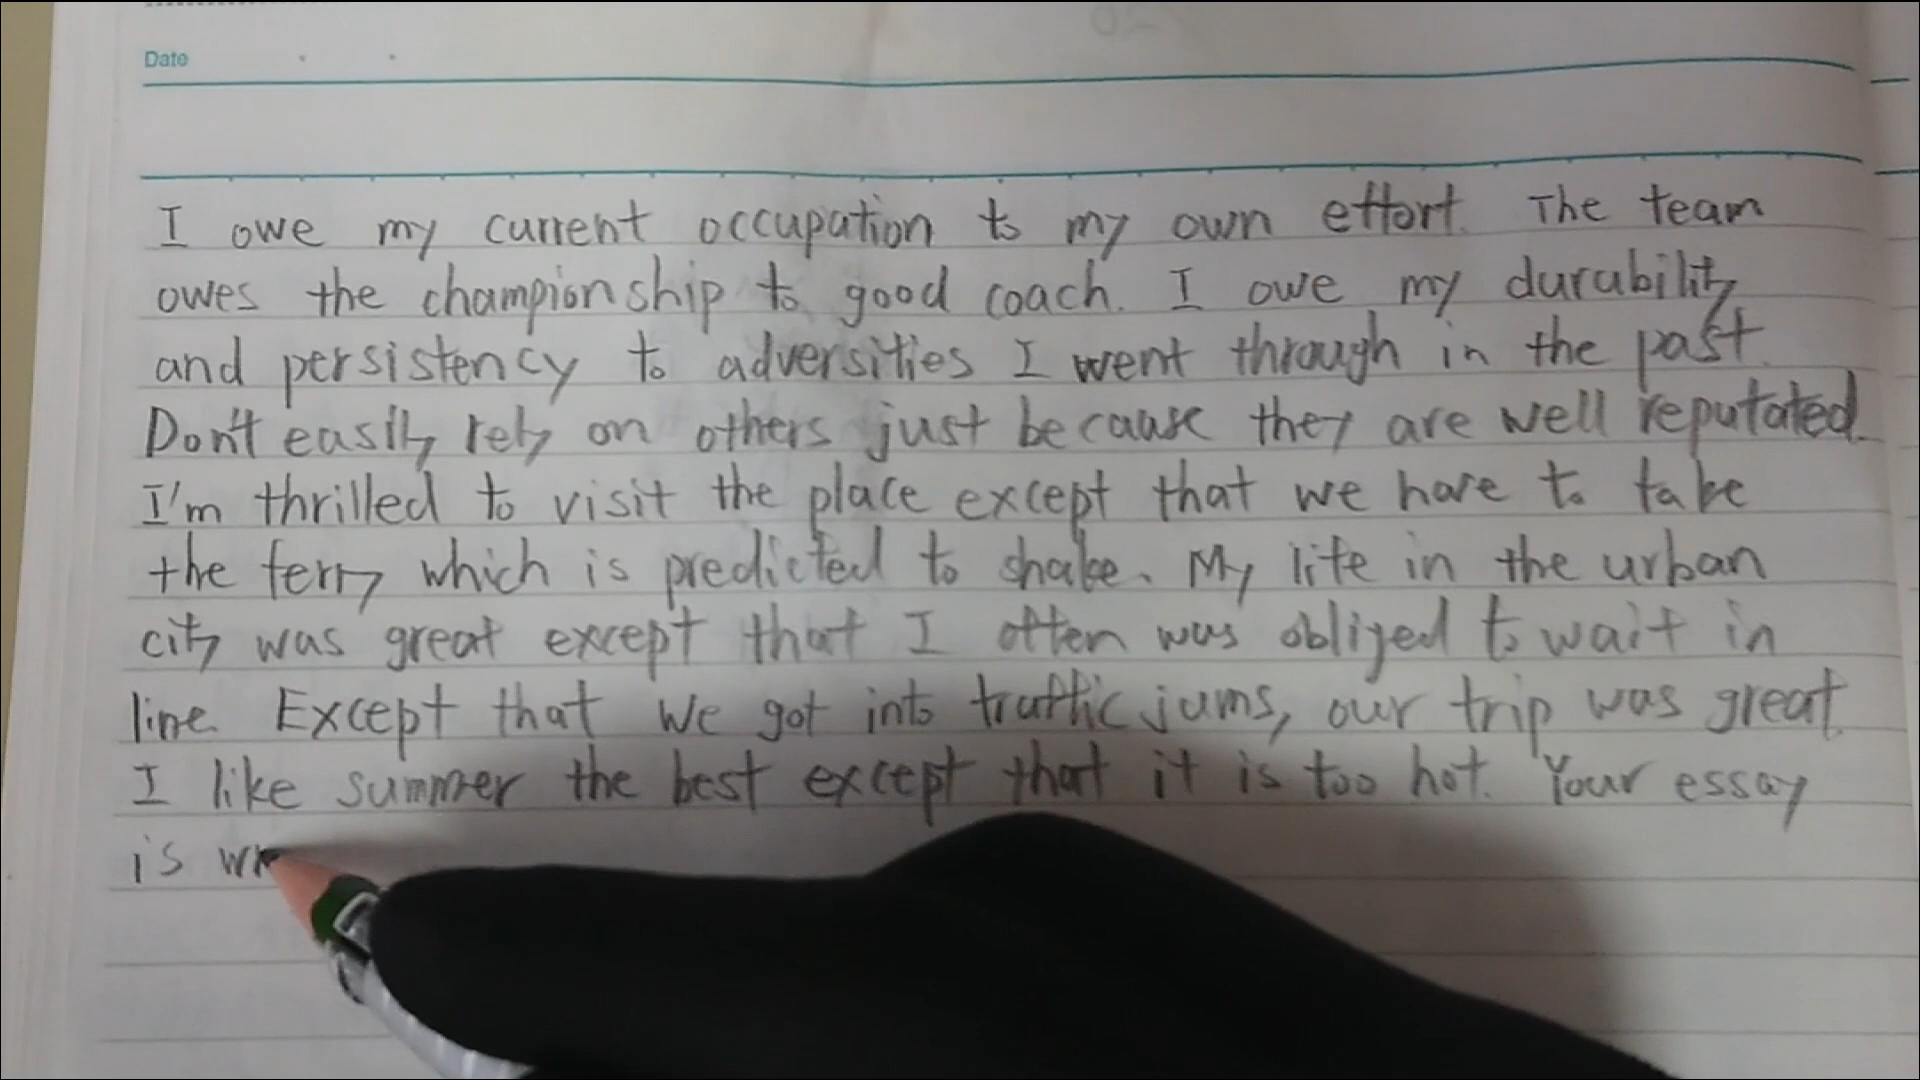 Date
I owe my current occupation to my own effort. The team
owes the championship to good coach. I owe my durability
and persistency to adversities I went through in the past.
Don't easily rely on others just because they are well reputated.
I'm thrilled to visit the place except that we have to take
the ferry which is predicted to shake. My life in the urban
city was great except that I often was obliged to wait in
line. Except that we got into traffic jams, our trip was great.
I like summer the best except that it is too hot. Your essay
is